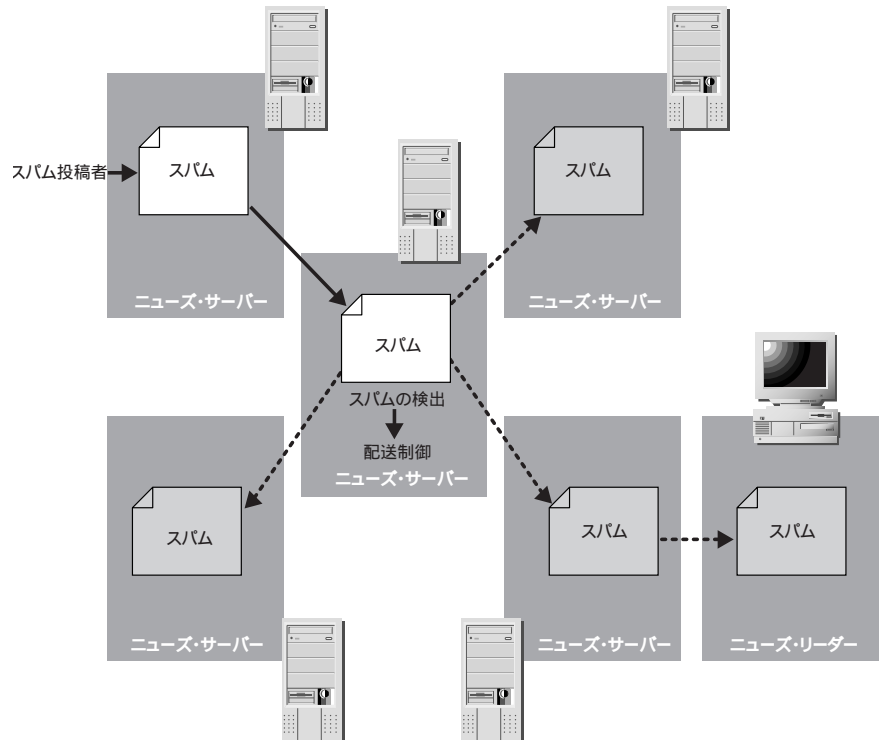 スパム投稿者
スパム
ニューズ・サーバー
スパム
ニューズ・サーバー
スパム
スパムの検出
配送制御
ニューズ・サーバー
スパム
ニューズ・サーバー
スパム
ニューズ・サーバー
スパム
ニューズ・リーダー